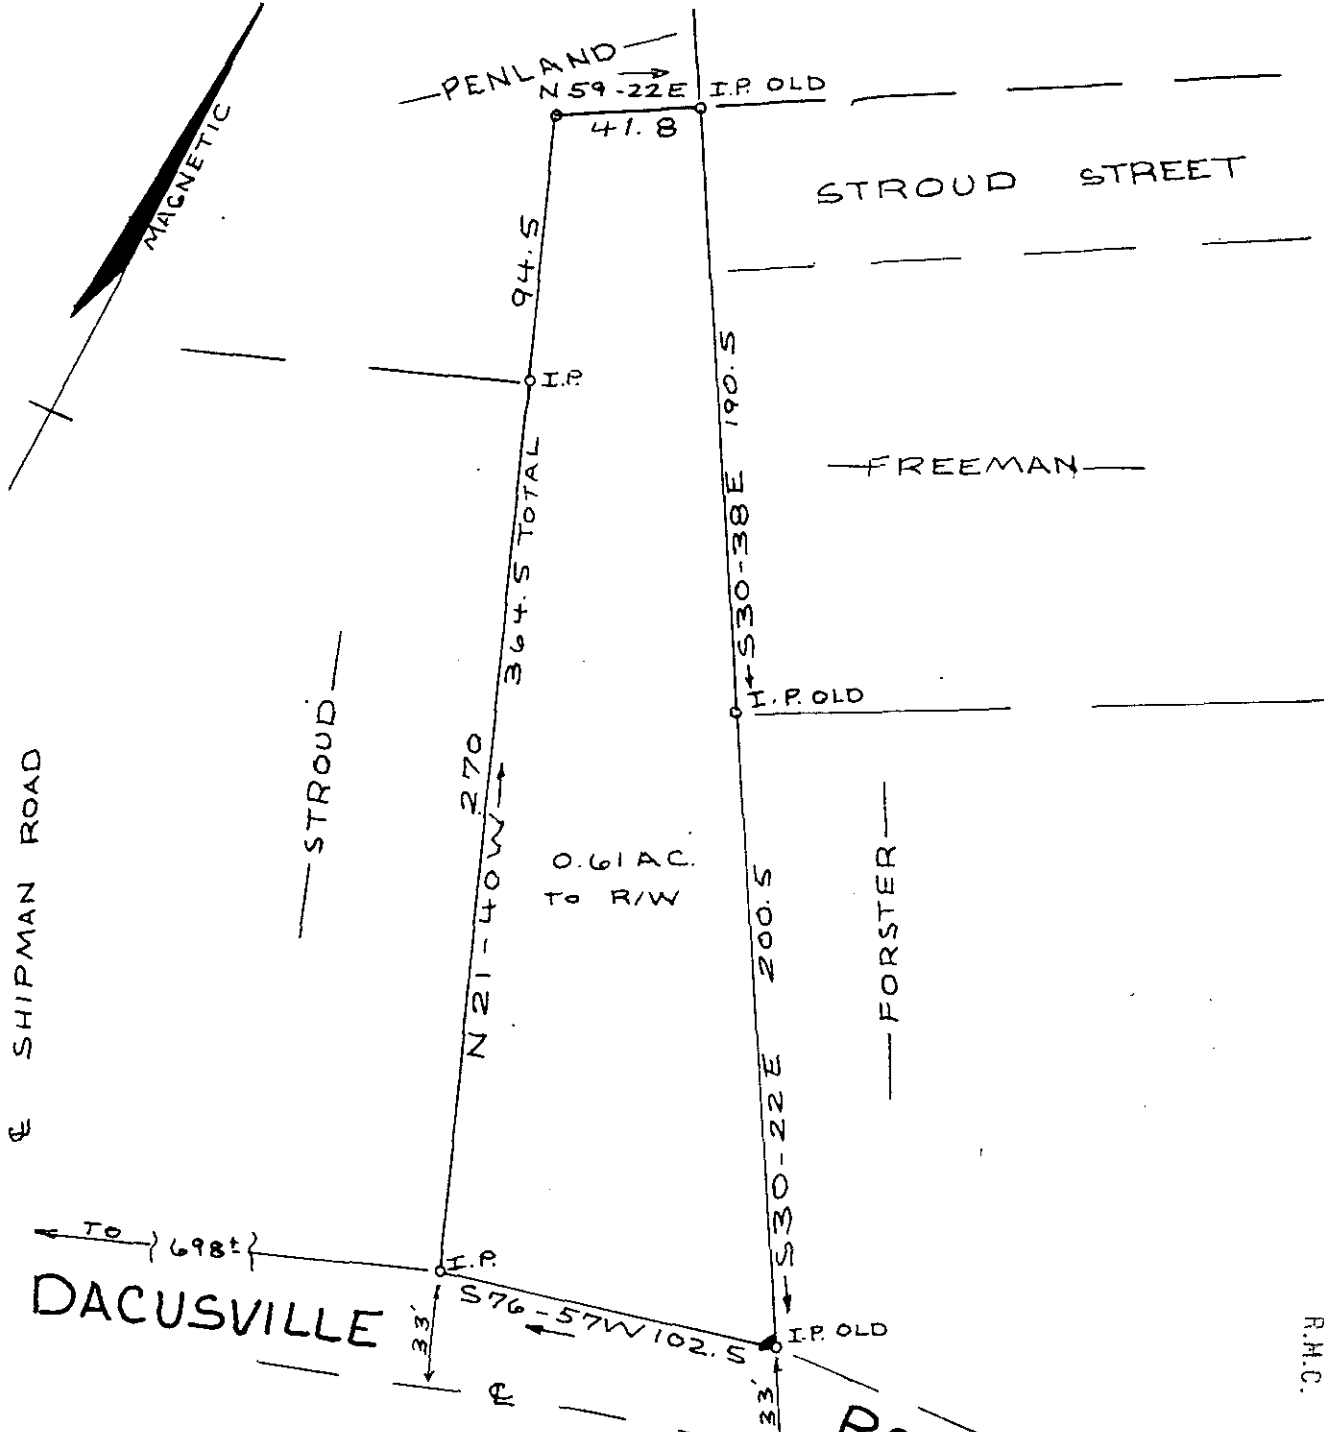 PENLAND
N 59-22E
I.P. OLD
41.8
MAGNETIC
STROUD STREET
94.5
I.P.
190.5
FREEMAN
364.5 TOTAL
S30-38E
I.P. OLD
STROUD
℄ SHIPMAN ROAD
270
N21-40W
0.61 AC.
TO R/W
200.5
FORSTER
S30-22E
TO
698±
I.P.
DACUSVILLE
S76-57W 102.5
I.P. OLD
33'
℄
33'
R.M.C.